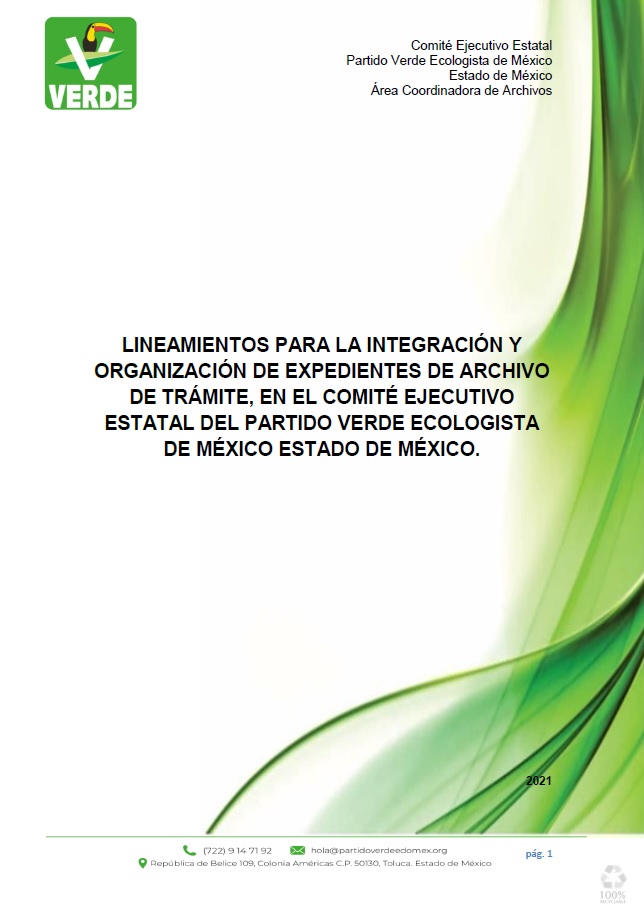 VERDE
Comité Ejecutivo Estatal
Partido Verde Ecologista de México
Estado de México
Área Coordinadora de Archivos
LINEAMIENTOS PARA LA INTEGRACIÓN Y
ORGANIZACIÓN DE EXPEDIENTES DE ARCHIVO
DE TRÁMITE, EN EL COMITÉ EJECUTIVO
ESTATAL DEL PARTIDO VERDE ECOLOGISTA
DE MÉXICO ESTADO DE MÉXICO.
2021
(722) 9 14 71 92 hola@partidoverdeedomex.org
República de Belice 109, Colonia Américas C.P. 50130, Toluca. Estado de México
pág. 1
100%
RECYCLABLE